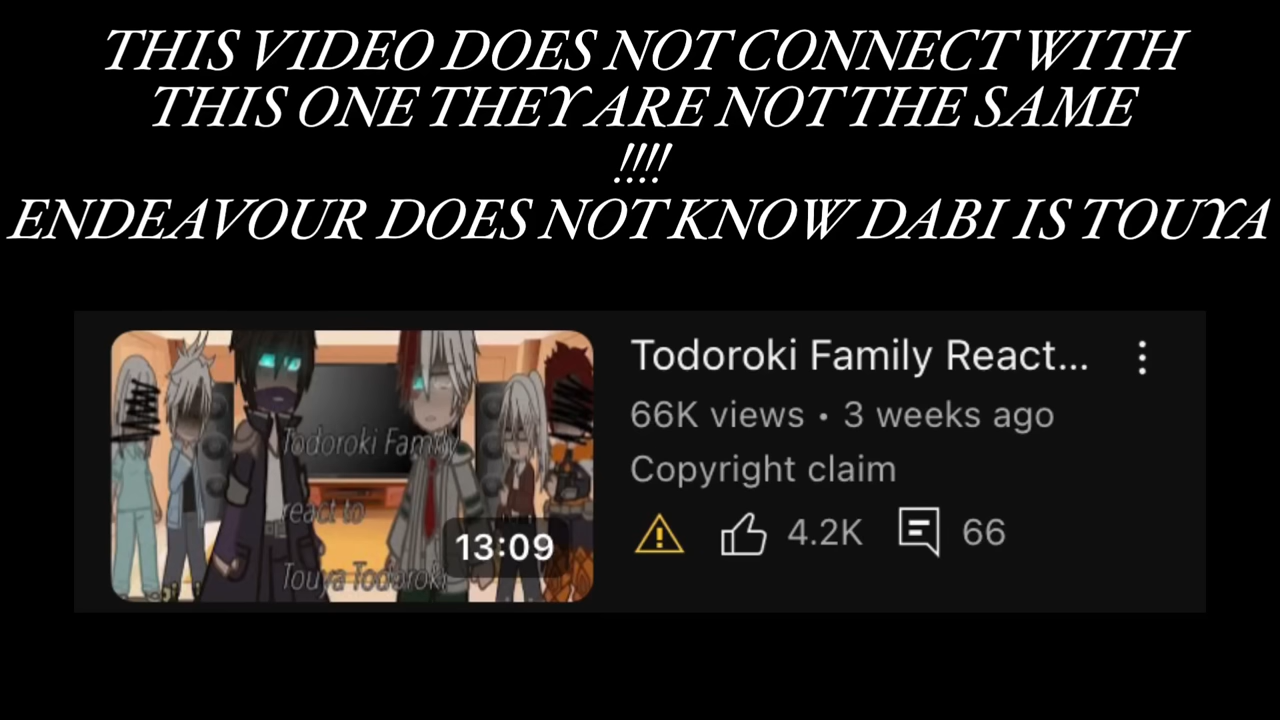 THIS VIDEO DOES NOT CONNECT WITH
THIS ONE THEY ARE NOT THE SAME
!!!!
ENDEAVOUR DOES NOT KNOW DABI IS TOUYA
Todoroki Family React...
66K views • 3 weeks ago
Copyright claim
4.2K 66
Todoroki Family
react to
Touya Todoroki
13:09